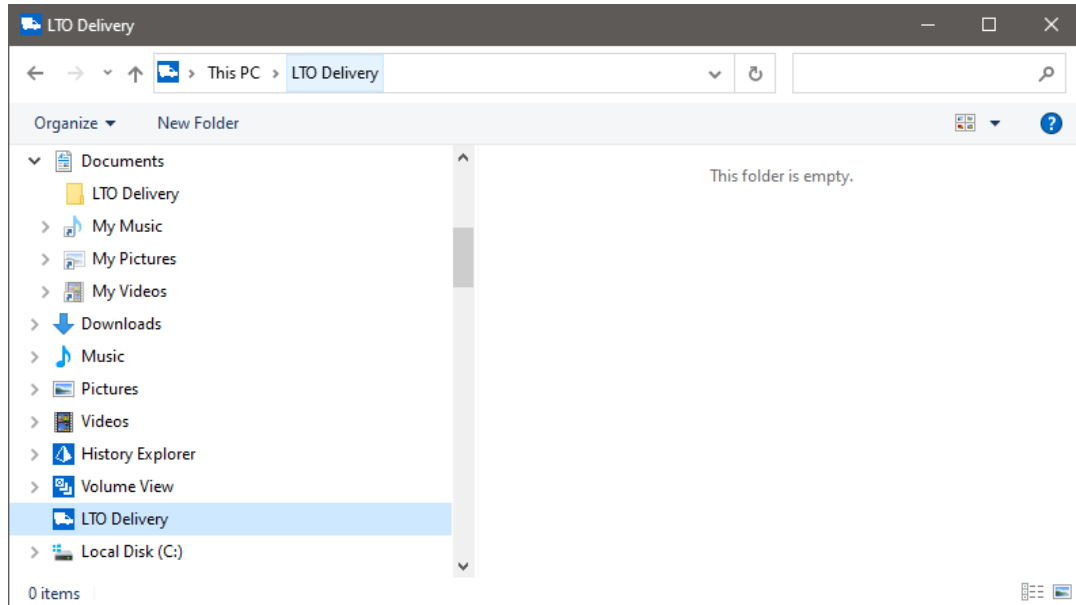 LTO Delivery
This PC > LTO Delivery
Organize New Folder
?
Documents
This folder is empty.
LTO Delivery
My Music
My Pictures
My Videos
Downloads
Music
Pictures
Videos
History Explorer
Volume View
LTO Delivery
Local Disk (C:)
0 items